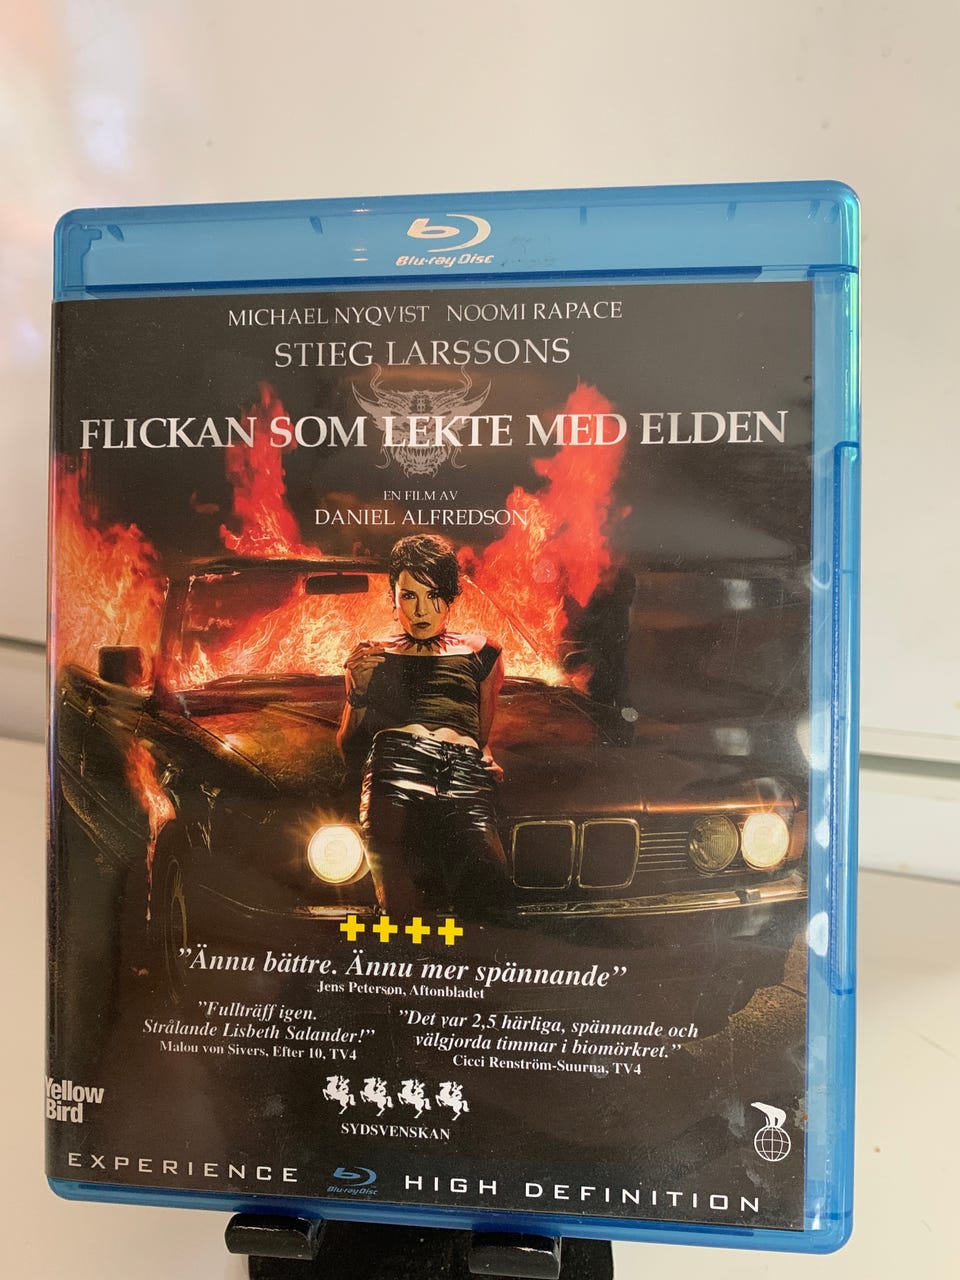 Blu-ray Disc
MICHAEL NYQVIST NOOMI RAPACE
STIEG LARSSONS
FLICKAN SOM LEKTE MED ELDEN
EN FILM AV
DANIEL ALFREDSON
++++
”Ännu bättre. Ännu mer spännande”
Jens Peterson, Aftonbladet
”Fullträff igen.
Strålande Lisbeth Salander!”
Malou von Sivers, Efter 10, TV4
”Det var 2,5 härliga, spännande och
välgjorda timmar i biomörkret.”
Cicci Renström-Suurna, TV4
SYDSVENSKAN
Yellow
Bird
EXPERIENCE Blu-ray Disc HIGH DEFINITION